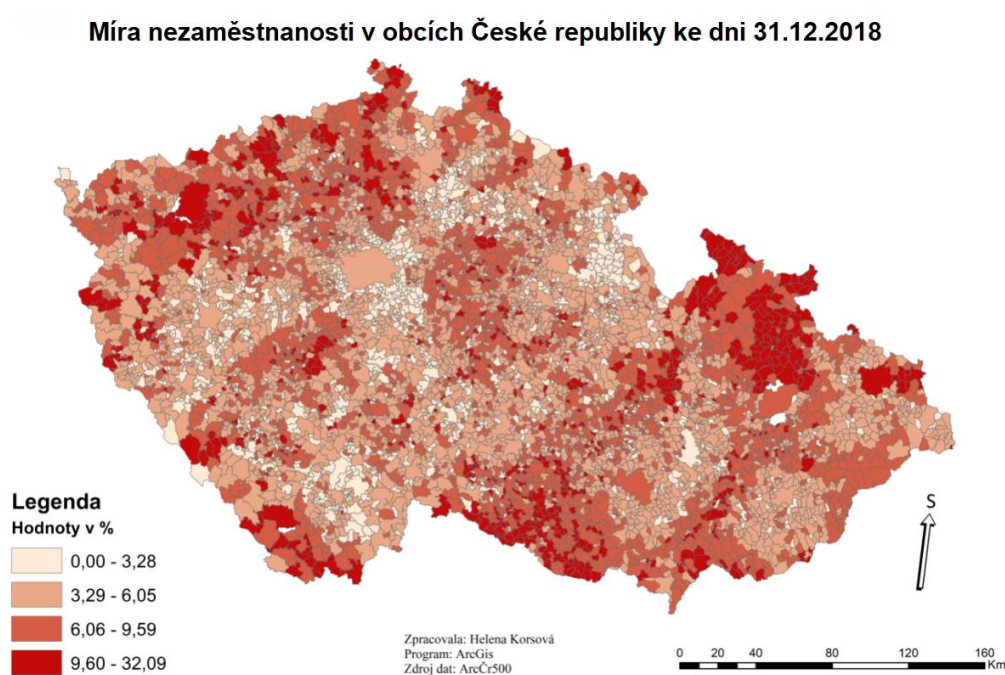 Míra nezaměstnanosti v obcích České republiky ke dni 31.12.2018
Legenda
Hodnoty v %
0,00 - 3,28
3,29 - 6,05
6,06 - 9,59
9,60 - 32,09
Zpracovala: Helena Korsová
Program: ArcGis
Zdroj dat: ArcČr500
S
0 20 40 80 120 160
Km